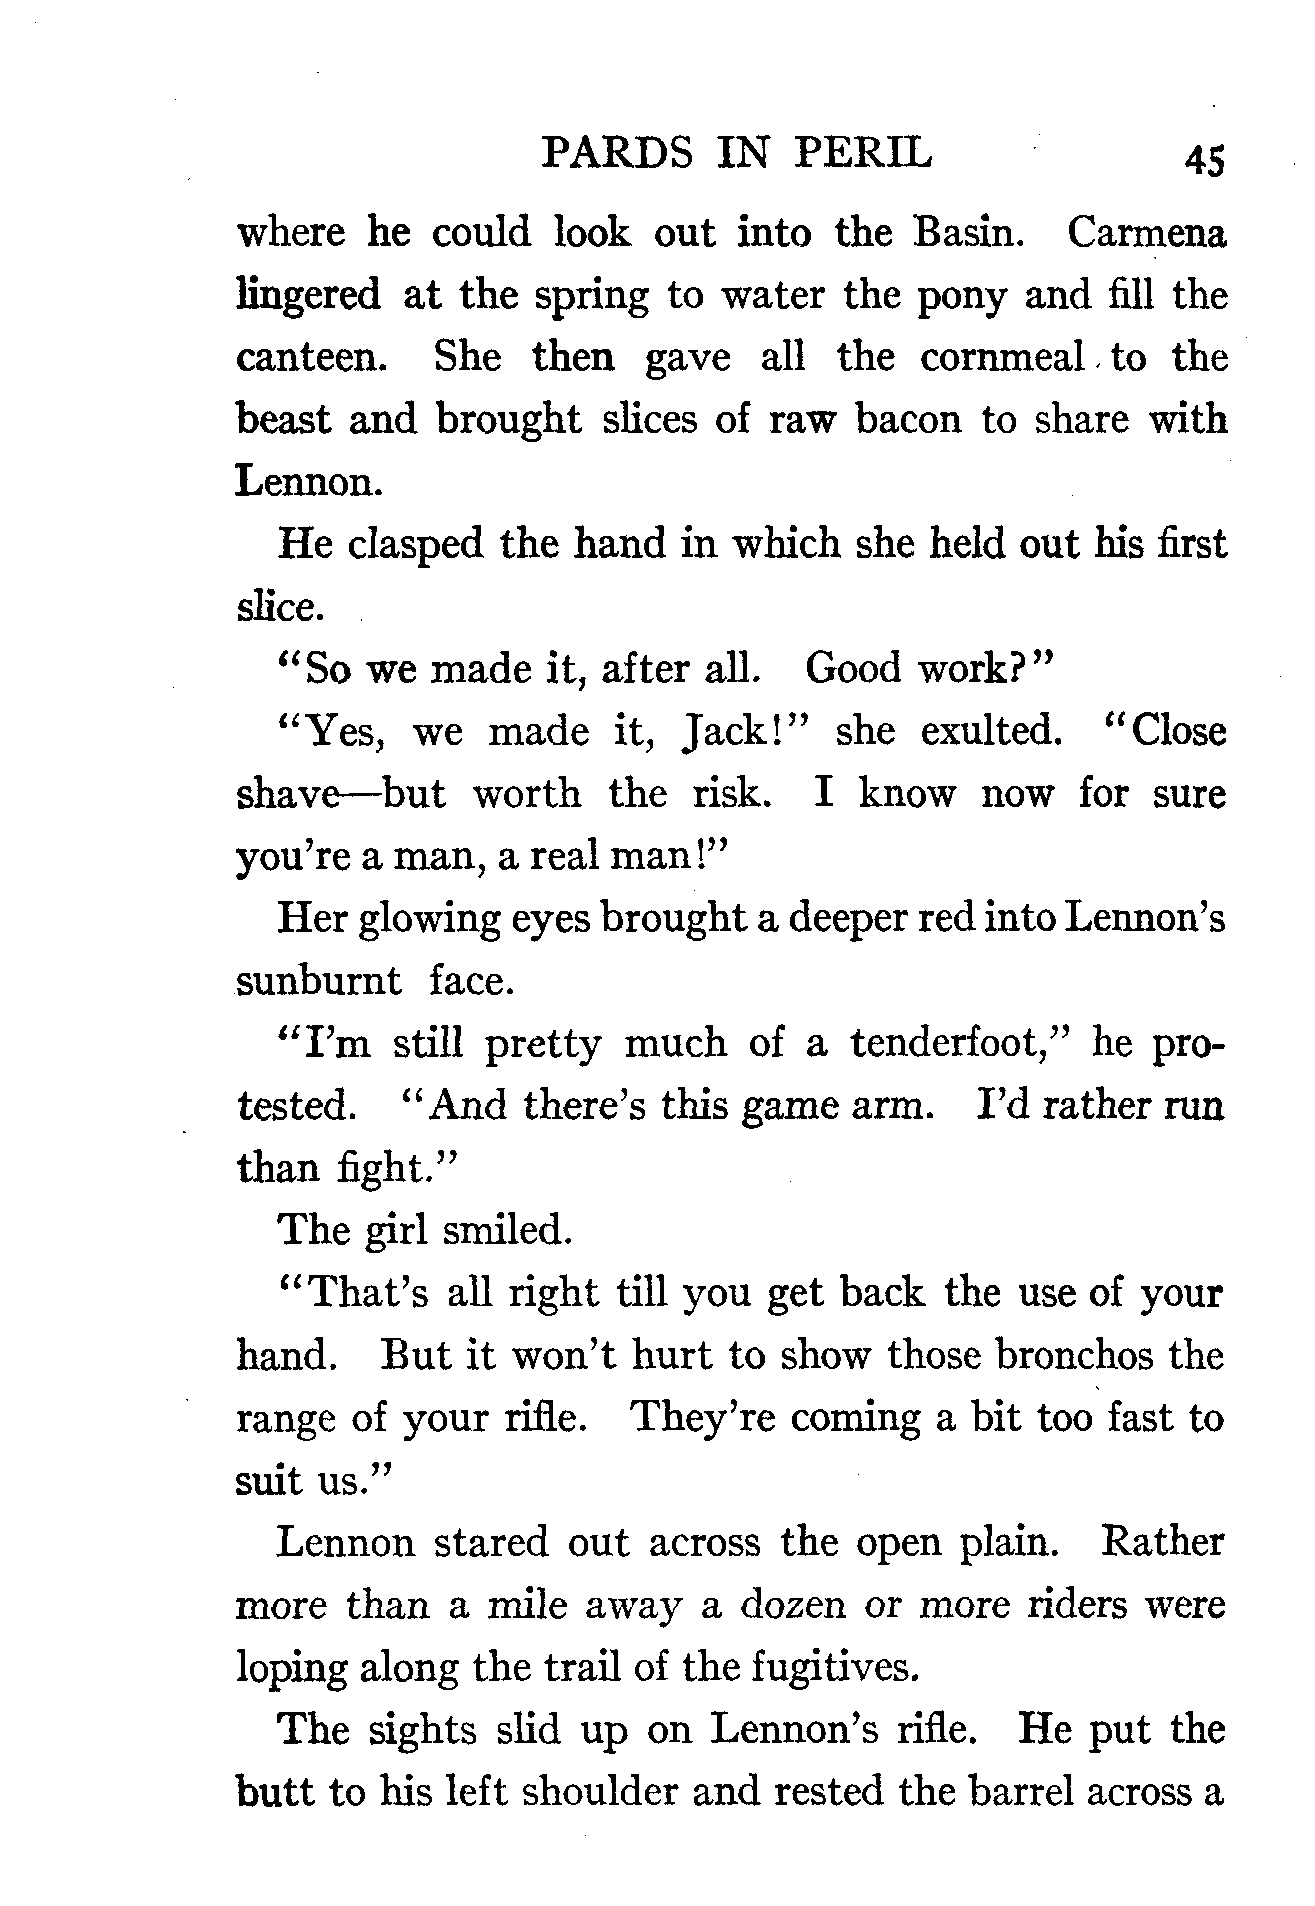 PARDS IN PERIL 45
where he could look out into the Basin. Carmena
lingered at the spring to water the pony and fill the
canteen. She then gave all the cornmeal to the
beast and brought slices of raw bacon to share with
Lennon.
He clasped the hand in which she held out his first
slice.
“So we made it, after all. Good work?”
“Yes, we made it, Jack!” she exulted. “Close
shave—but worth the risk. I know now for sure
you’re a man, a real man!”
Her glowing eyes brought a deeper red into Lennon’s
sunburnt face.
“I’m still pretty much of a tenderfoot,” he pro-
tested. “And there’s this game arm. I’d rather run
than fight.”
The girl smiled.
“That’s all right till you get back the use of your
hand. But it won’t hurt to show those bronchos the
range of your rifle. They’re coming a bit too fast to
suit us.”
Lennon stared out across the open plain. Rather
more than a mile away a dozen or more riders were
loping along the trail of the fugitives.
The sights slid up on Lennon’s rifle. He put the
butt to his left shoulder and rested the barrel across a